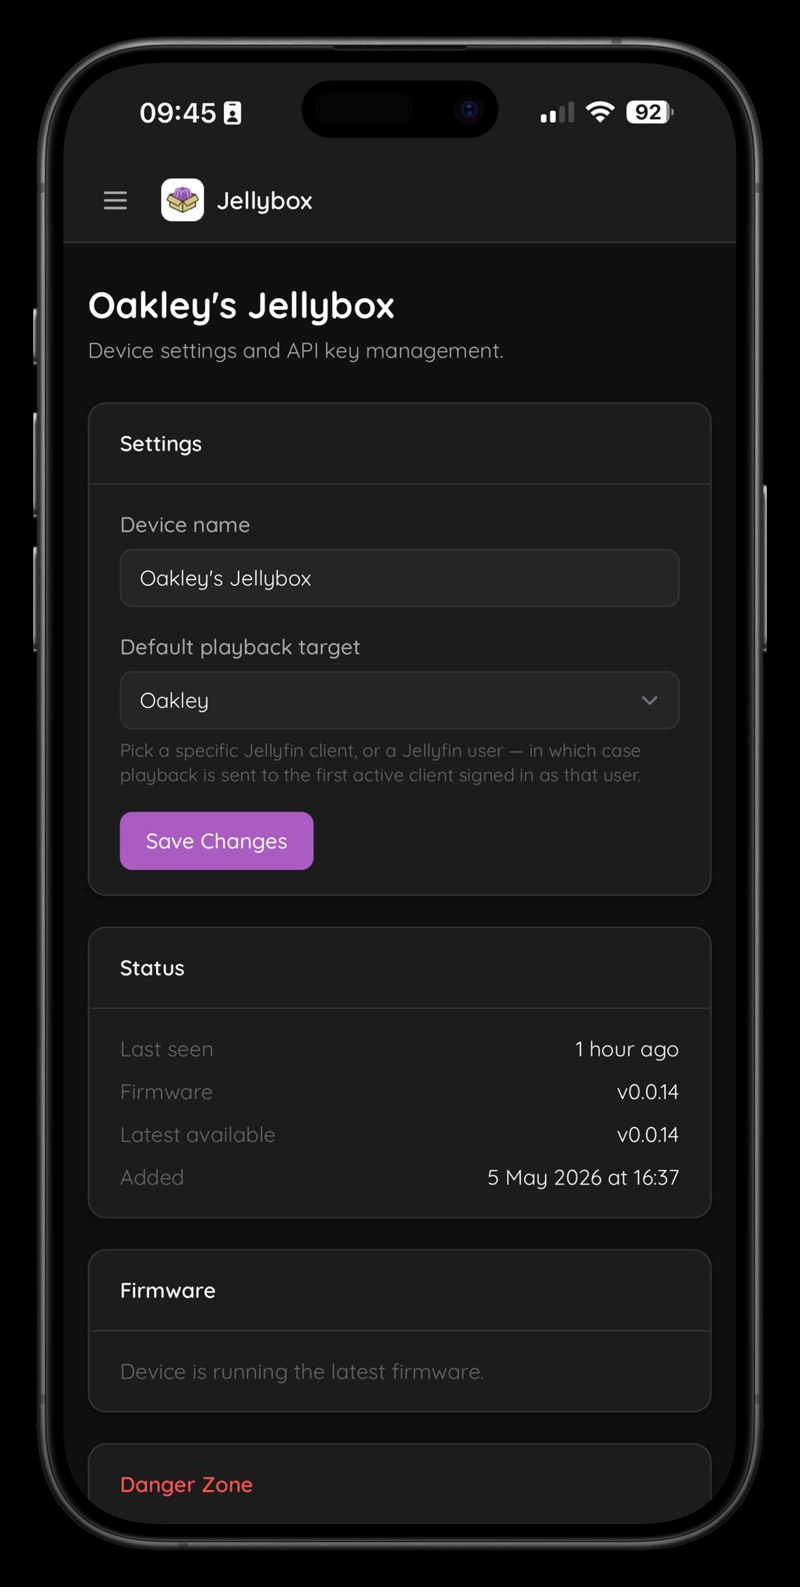 09:45
92
Jellybox
Oakley's Jellybox
Device settings and API key management.
Settings
Device name
Oakley's Jellybox
Default playback target
Oakley
Pick a specific Jellyfin client, or a Jellyfin user — in which case
playback is sent to the first active client signed in as that user.
Save Changes
Status
Last seen 1 hour ago
Firmware v0.0.14
Latest available v0.0.14
Added 5 May 2026 at 16:37
Firmware
Device is running the latest firmware.
Danger Zone